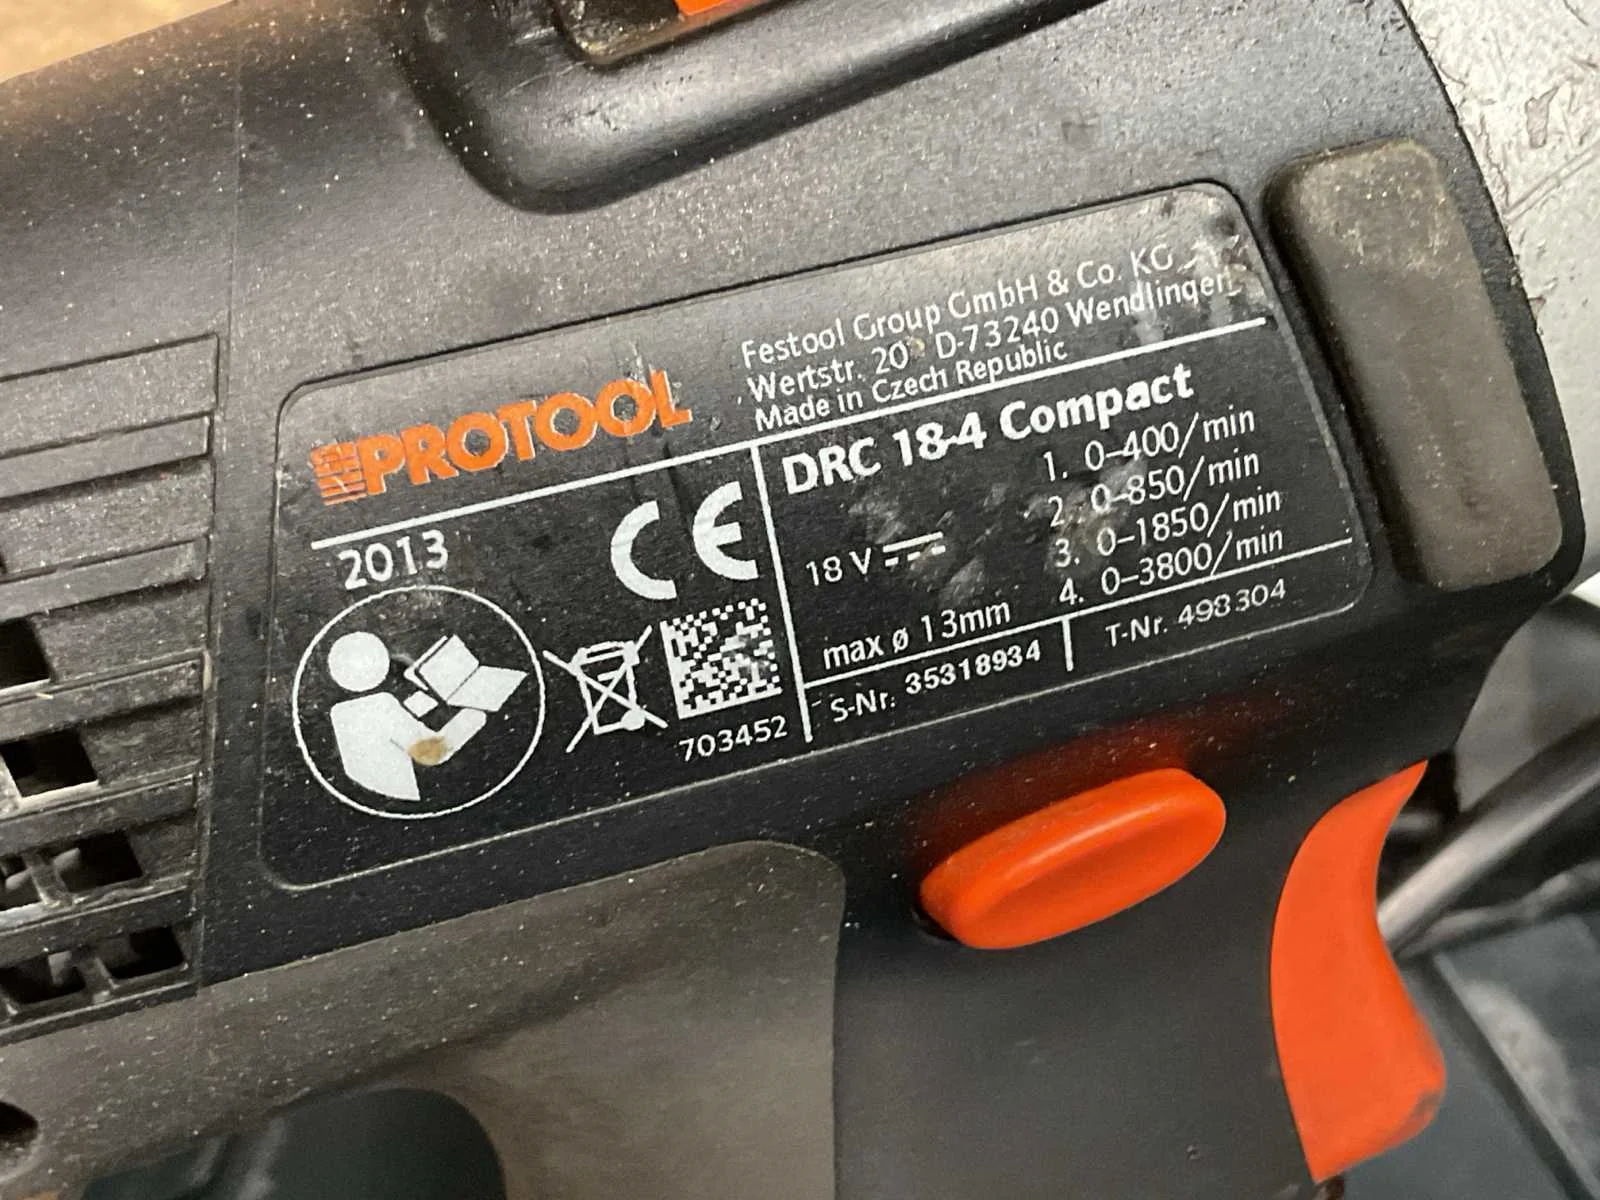 PROTOOL
Festool Group GmbH & Co. KG
Wertstr. 20 D-73240 Wendlingen
Made in Czech Republic
2013
CE
703452
DRC 18-4 Compact
18 V
max ø 13mm
1. 0–400/min
2. 0–850/min
3. 0–1850/min
4. 0–3800/min
S-Nr. 35318934
T-Nr. 498304